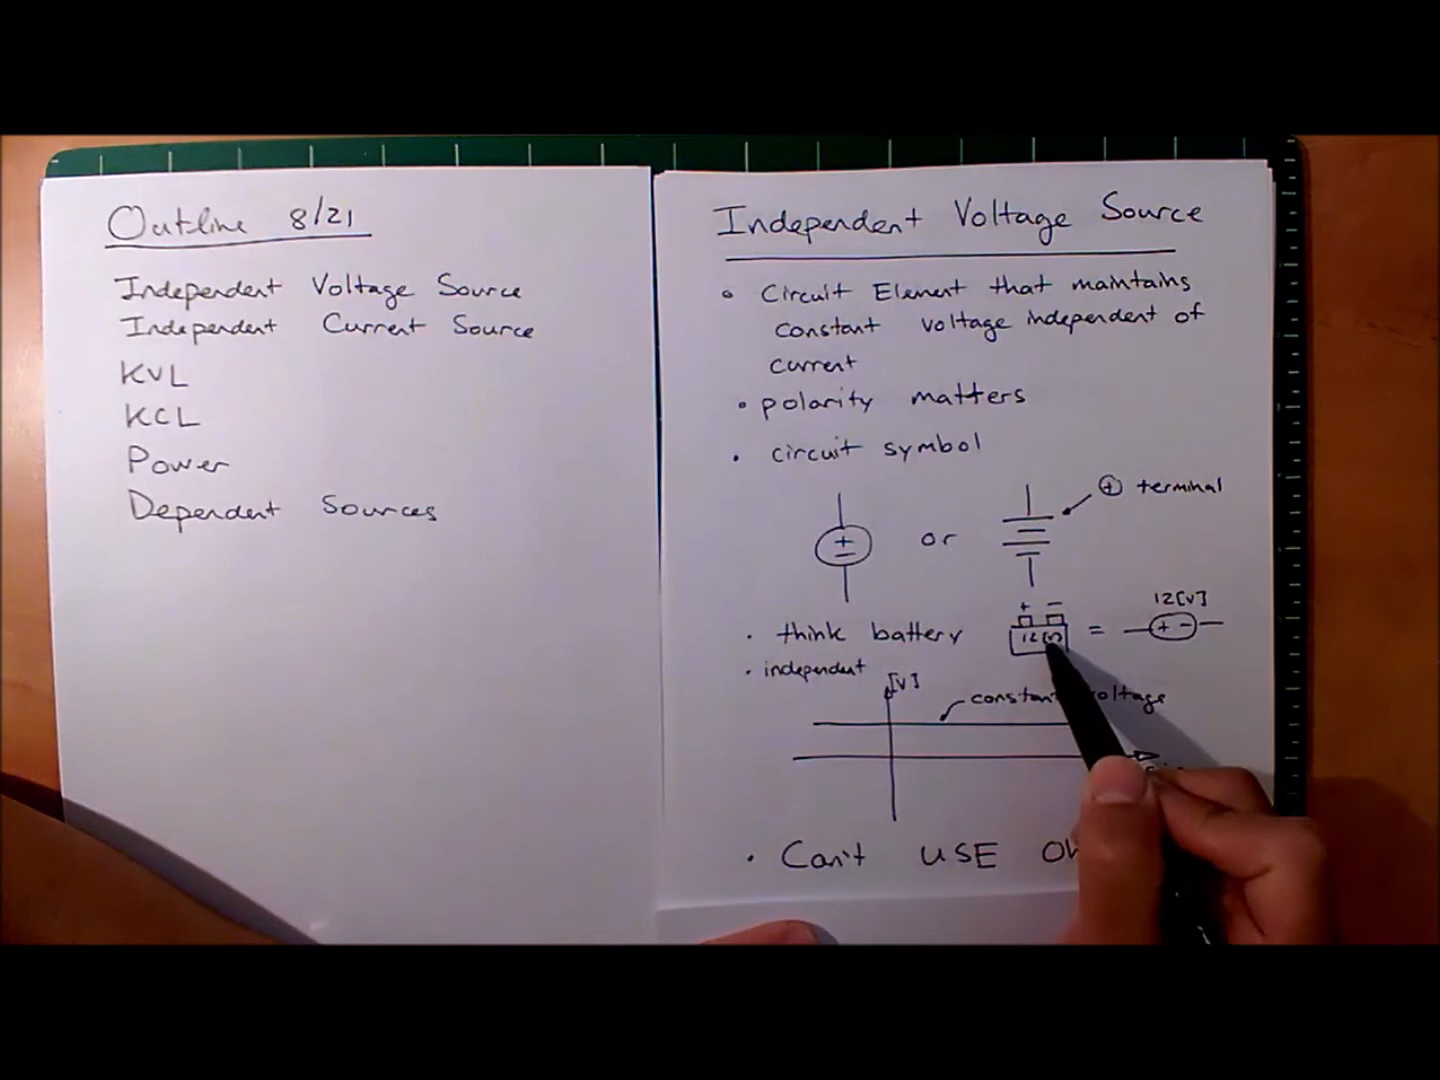 Outline 8/21
Independent Voltage Source
Independent Current Source
KVL
KCL
Power
Dependent Sources
Independent Voltage Source
• Circuit Element that maintains
constant voltage independent of
current
• polarity matters
• circuit symbol
+ terminal
+
−
or
+ −
12[V]
• think battery
12[V]
=
+ −
• independent
[V]
constant voltage
• Can't USE